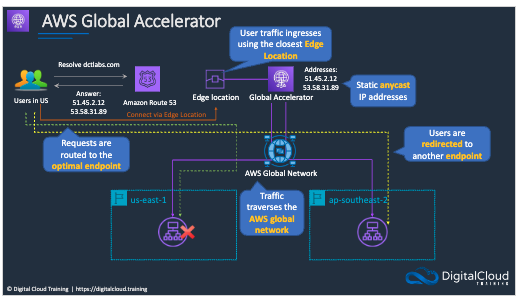 AWS Global Accelerator
User traffic ingresses
using the closest Edge
Location
Resolve dctlabs.com
Addresses:
51.45.2.12
53.58.31.89
Static anycast
IP addresses
Answer:
51.45.2.12
53.58.31.89
Users in US
Amazon Route 53
Edge location
Global Accelerator
Connect via Edge Location
Requests are
routed to the
optimal endpoint
Users are
redirected to
another endpoint
AWS Global Network
Traffic
traverses the
AWS global
network
us-east-1
ap-southeast-2
© Digital Cloud Training | https://digitalcloud.training
DigitalCloud
TRAINING